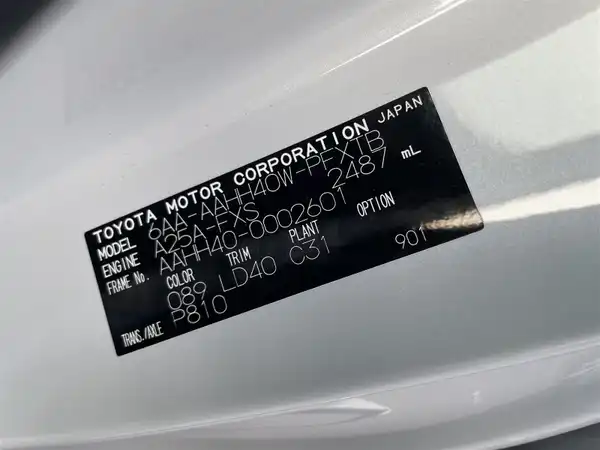 TOYOTA MOTOR CORPORATION JAPAN
MODEL 6AA-AAHH40W-PFXTB
ENGINE A25A-FXS 2487 mL
FRAME No. AAHH40-0002601
COLOR TRIM PLANT OPTION
089 LD40 C31 901
TRANS./AXLE P810